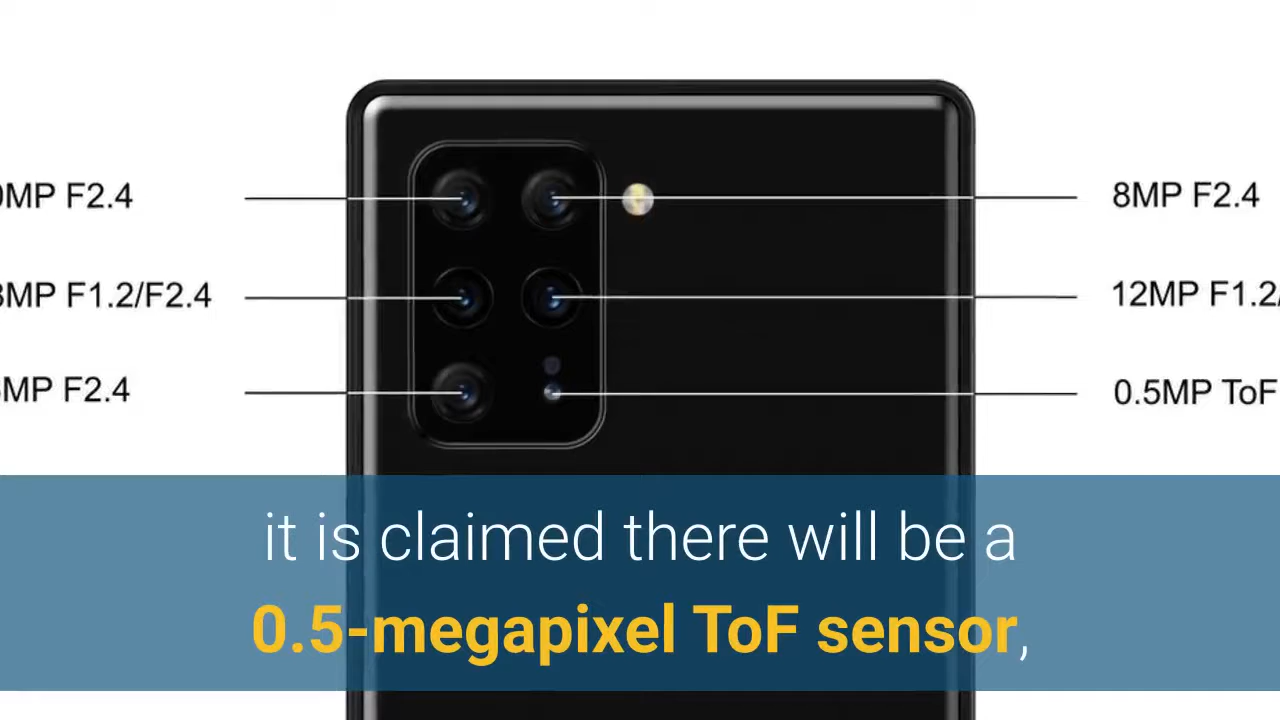 MP F2.4
8MP F2.4
MP F1.2/F2.4
12MP F1.2/
MP F2.4
0.5MP ToF
it is claimed there will be a
0.5-megapixel ToF sensor,